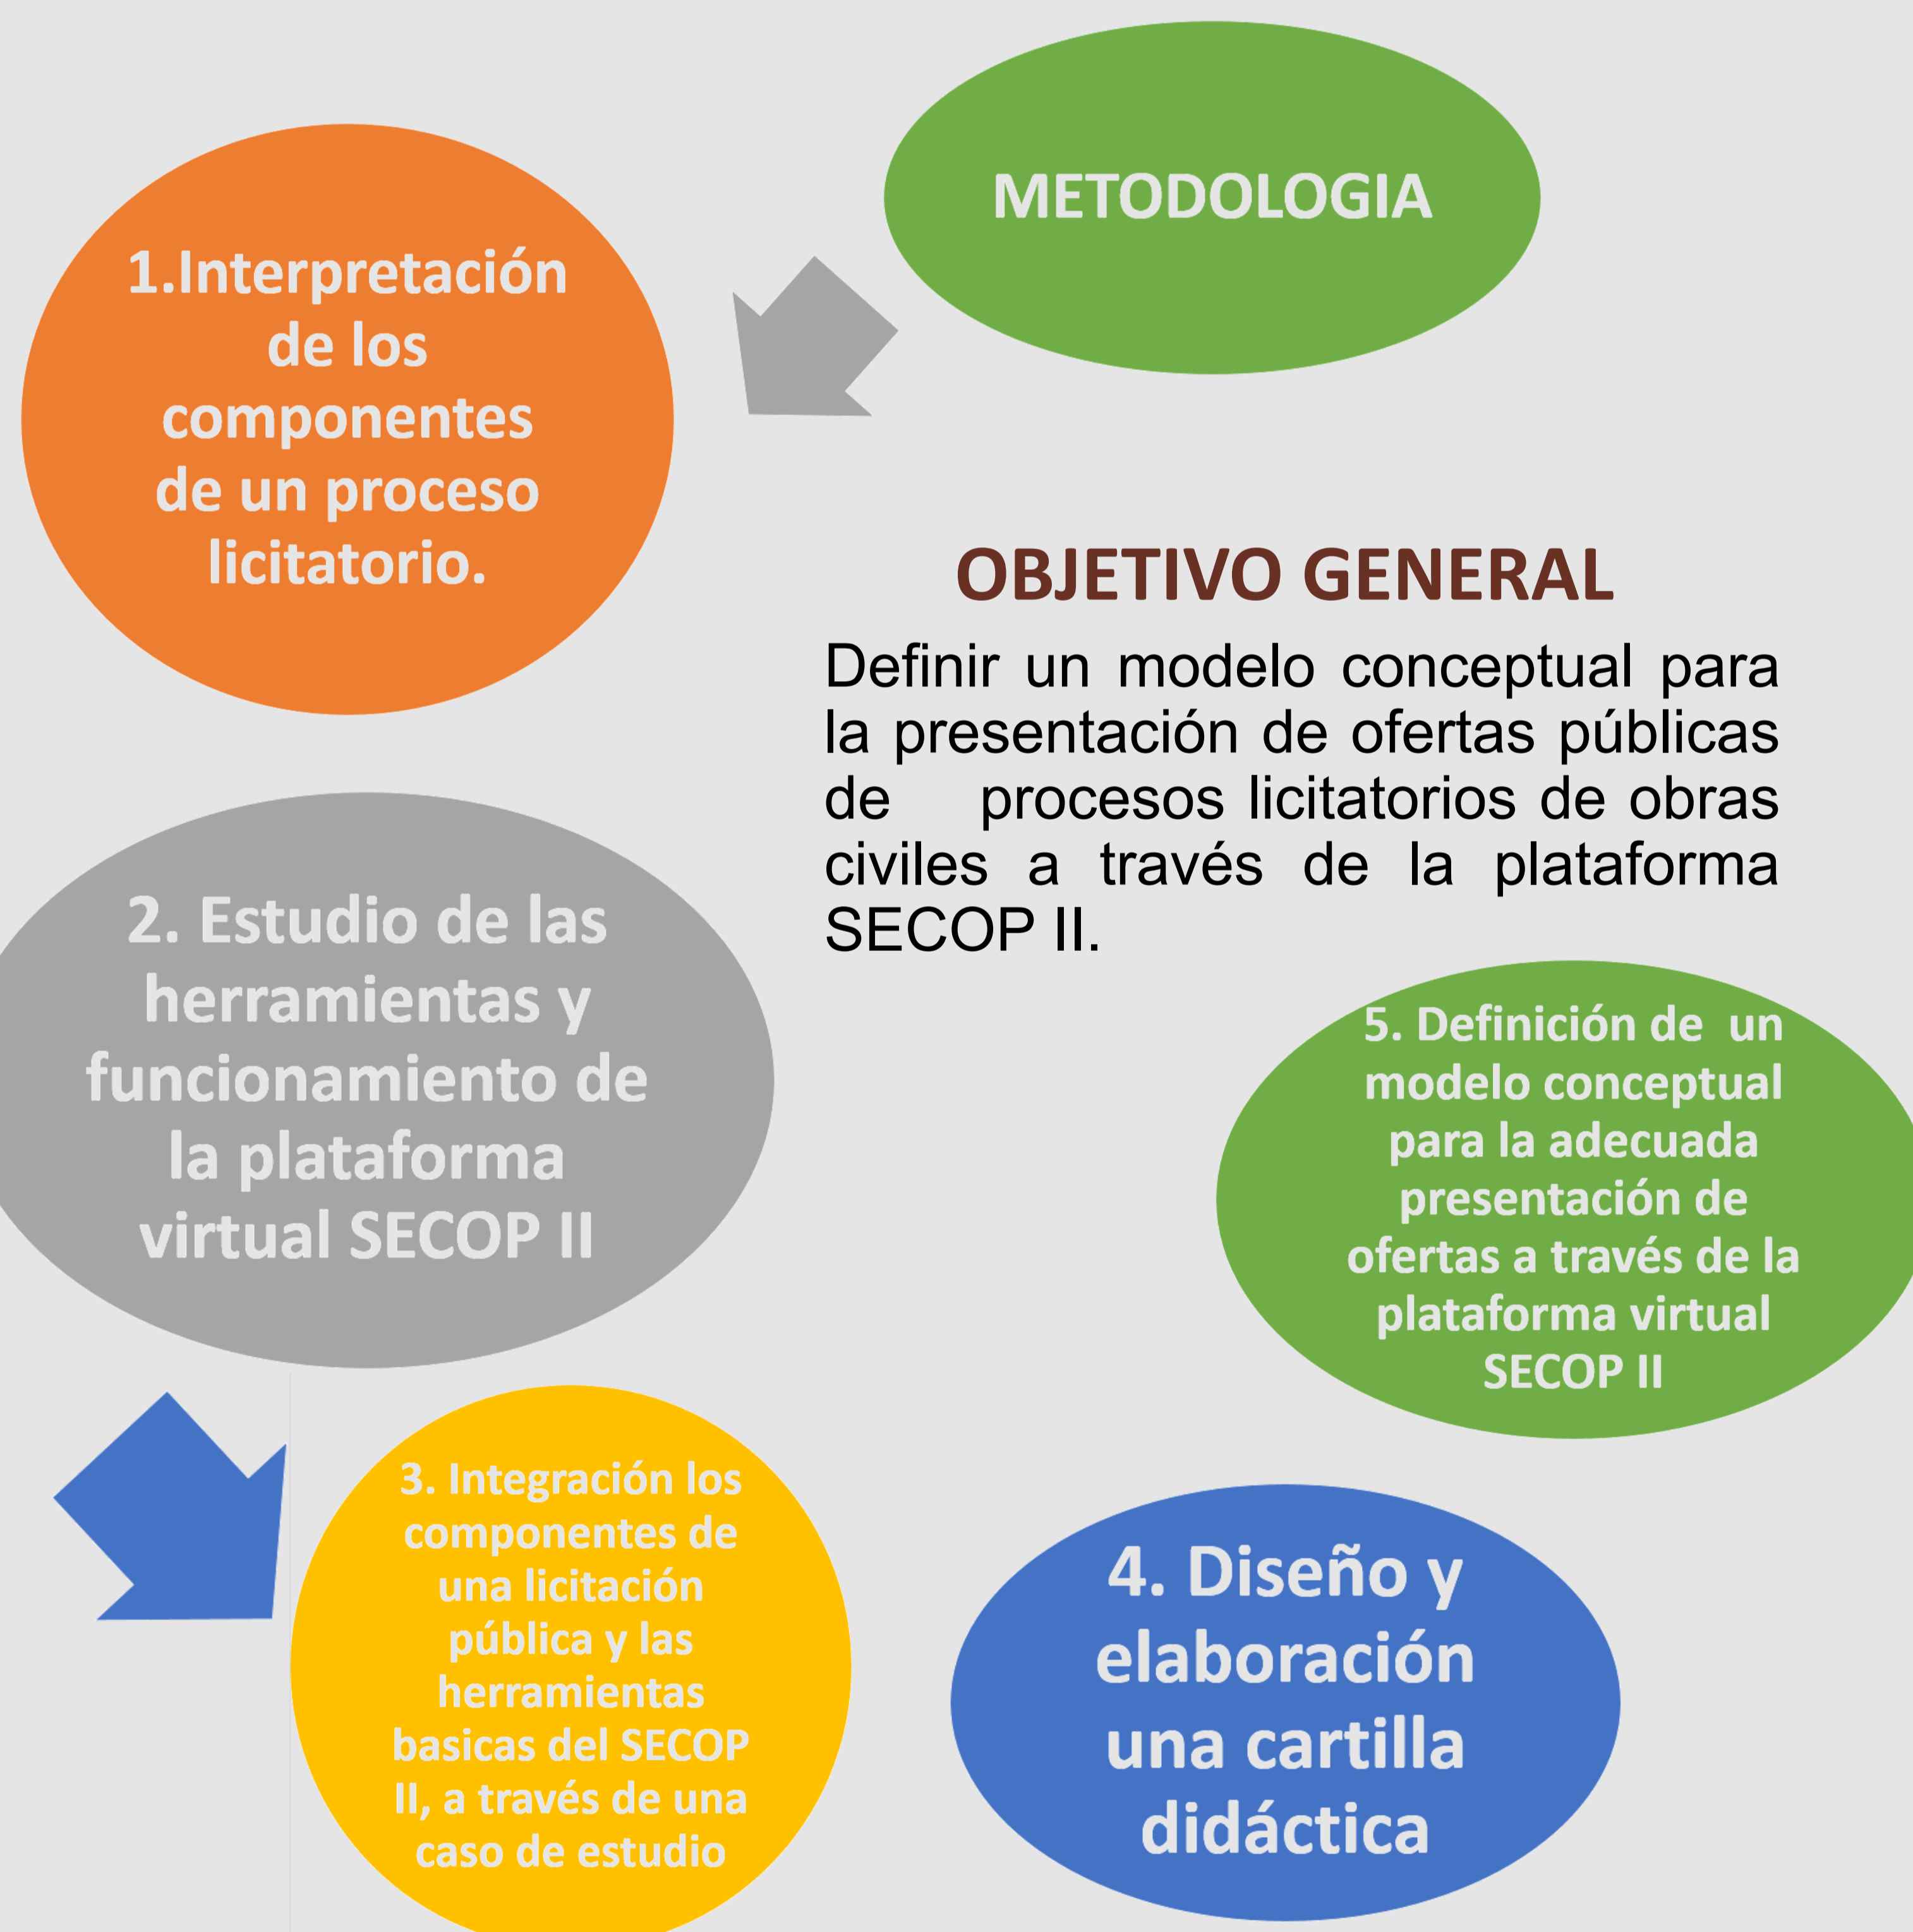 METODOLOGIA
1.Interpretación
de los
componentes
de un proceso
licitatorio.
OBJETIVO GENERAL
Definir un modelo conceptual para
la presentación de ofertas públicas
de procesos licitatorios de obras
civiles a través de la plataforma
SECOP II.
2. Estudio de las
herramientas y
funcionamiento de
la plataforma
virtual SECOP II
3. Integración los
componentes de
una licitación
pública y las
herramientas
basicas del SECOP
II, a través de una
caso de estudio
4. Diseño y
elaboración
una cartilla
didáctica
5. Definición de un
modelo conceptual
para la adecuada
presentación de
ofertas a través de la
plataforma virtual
SECOP II